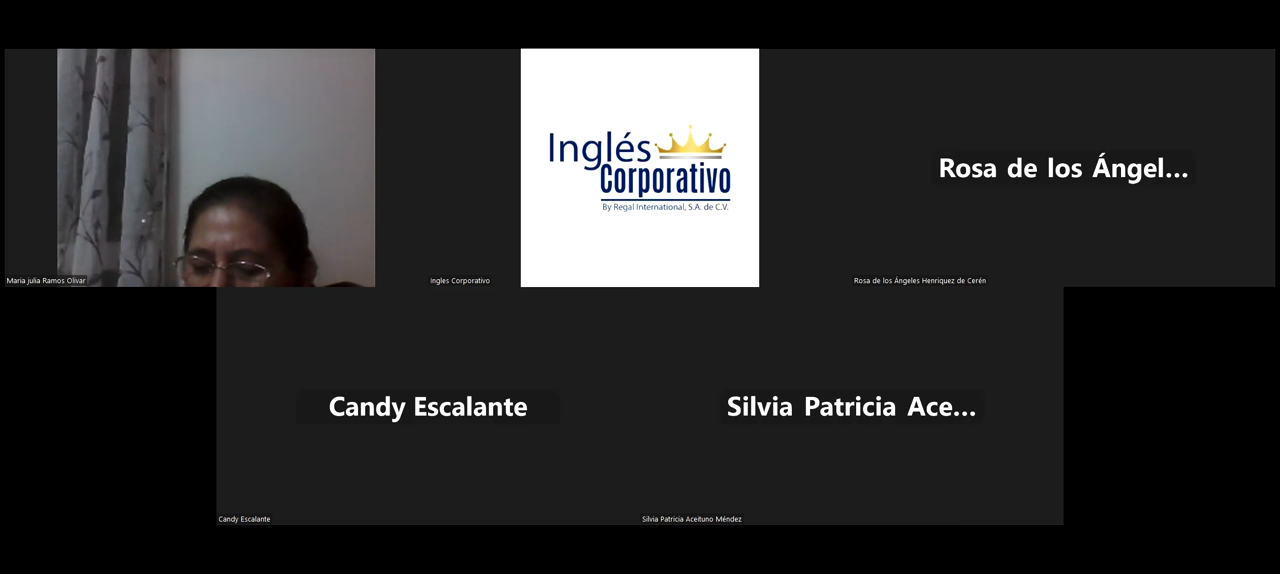 Inglés
Corporativo
By Regal International, S.A. de C.V.
Rosa de los Ángel...
Maria julia Ramos Olivar
Ingles Corporativo
Rosa de los Ángeles Henriquez de Cerén
Candy Escalante
Silvia Patricia Ace...
Candy Escalante
Silvia Patricia Aceituno Méndez